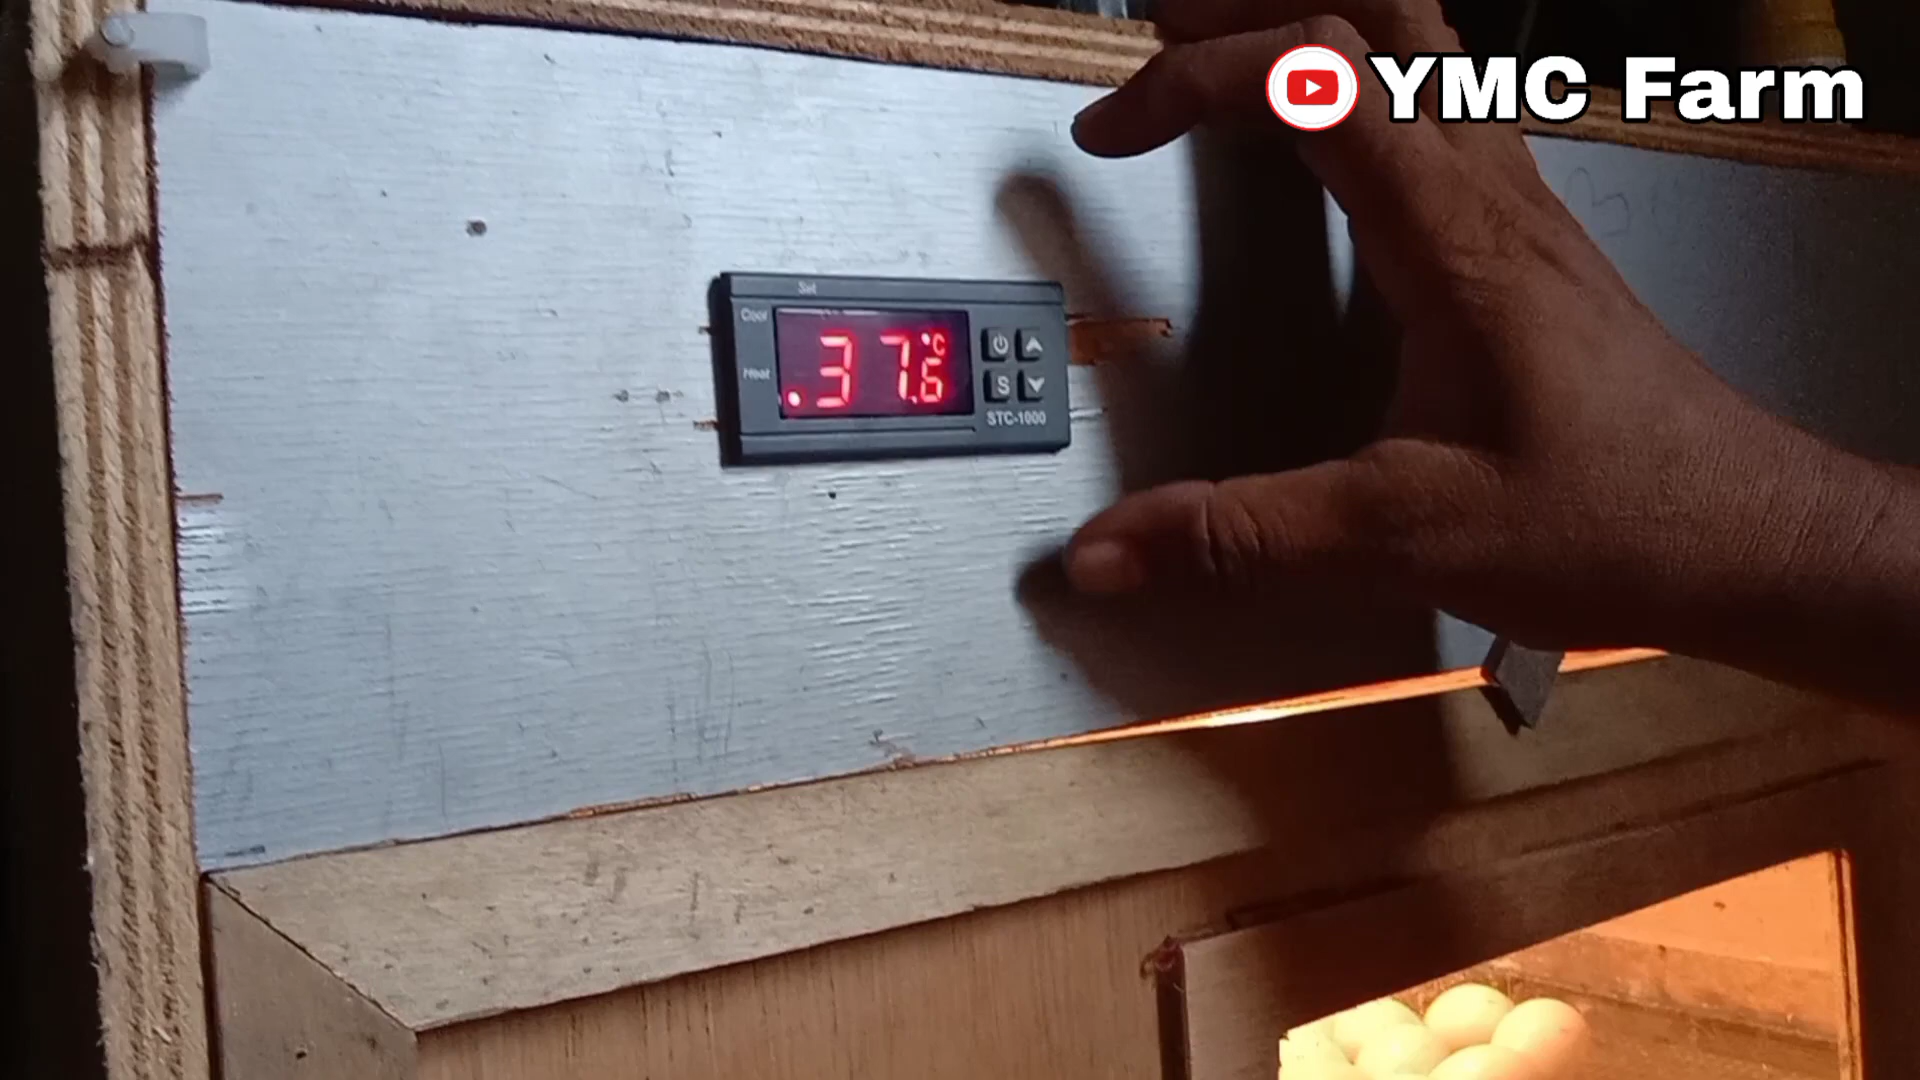 YMC Farm
Set
Cool
Heat
37.6 °C
S
STC-1000